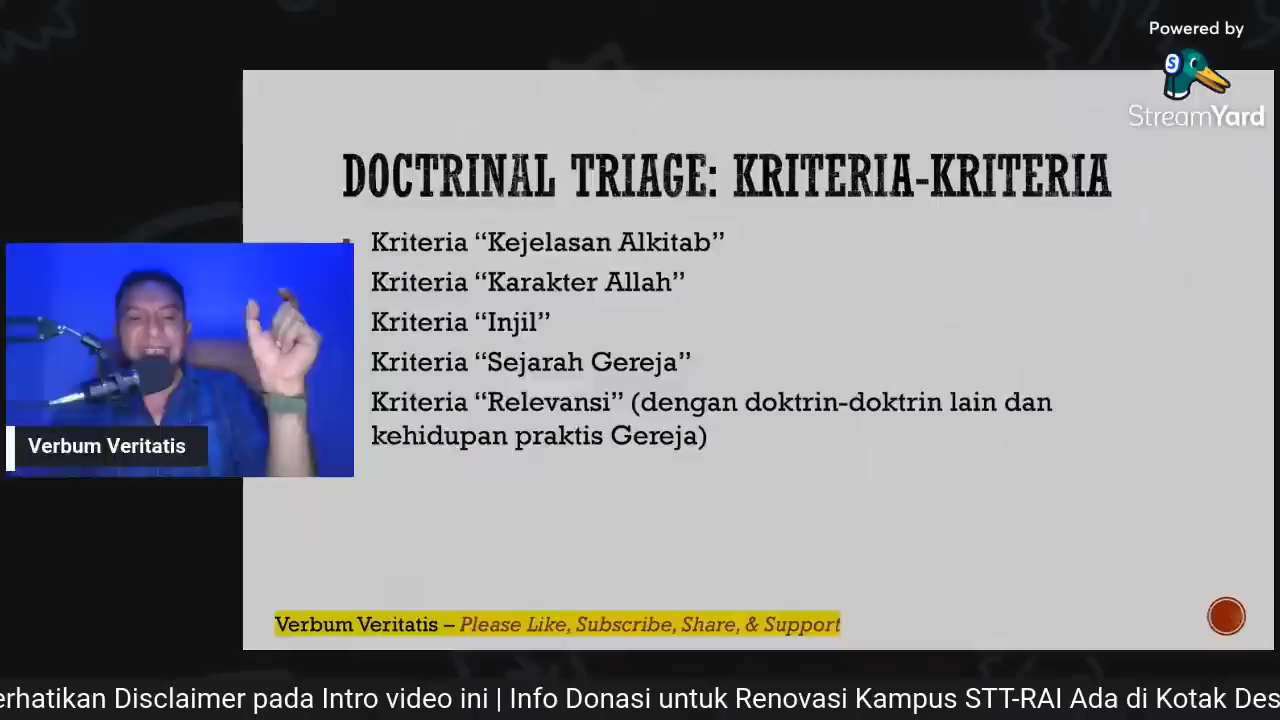 Powered by
StreamYard
DOCTRINAL TRIAGE: KRITERIA-KRITERIA
Kriteria “Kejelasan Alkitab”
Kriteria “Karakter Allah”
Kriteria “Injil”
Kriteria “Sejarah Gereja”
Kriteria “Relevansi” (dengan doktrin-doktrin lain dan
kehidupan praktis Gereja)
Verbum Veritatis
Verbum Veritatis – Please Like, Subscribe, Share, & Support
erhatikan Disclaimer pada Intro video ini | Info Donasi untuk Renovasi Kampus STT-RAI Ada di Kotak Des